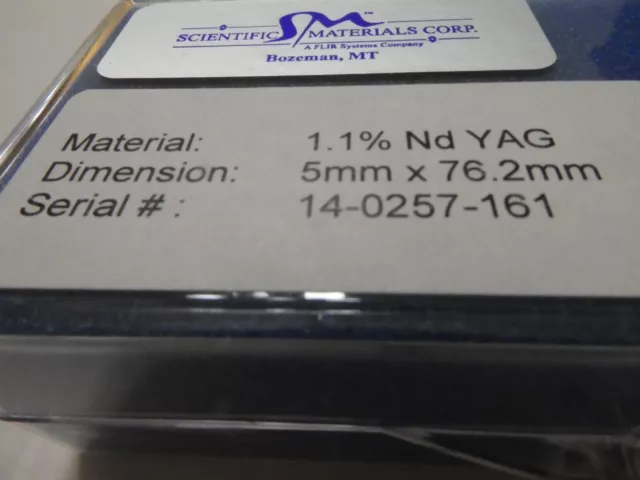 SM™
SCIENTIFIC MATERIALS CORP.
A FLIR Systems Company
Bozeman, MT
Material: 1.1% Nd YAG
Dimension: 5mm x 76.2mm
Serial # : 14-0257-161